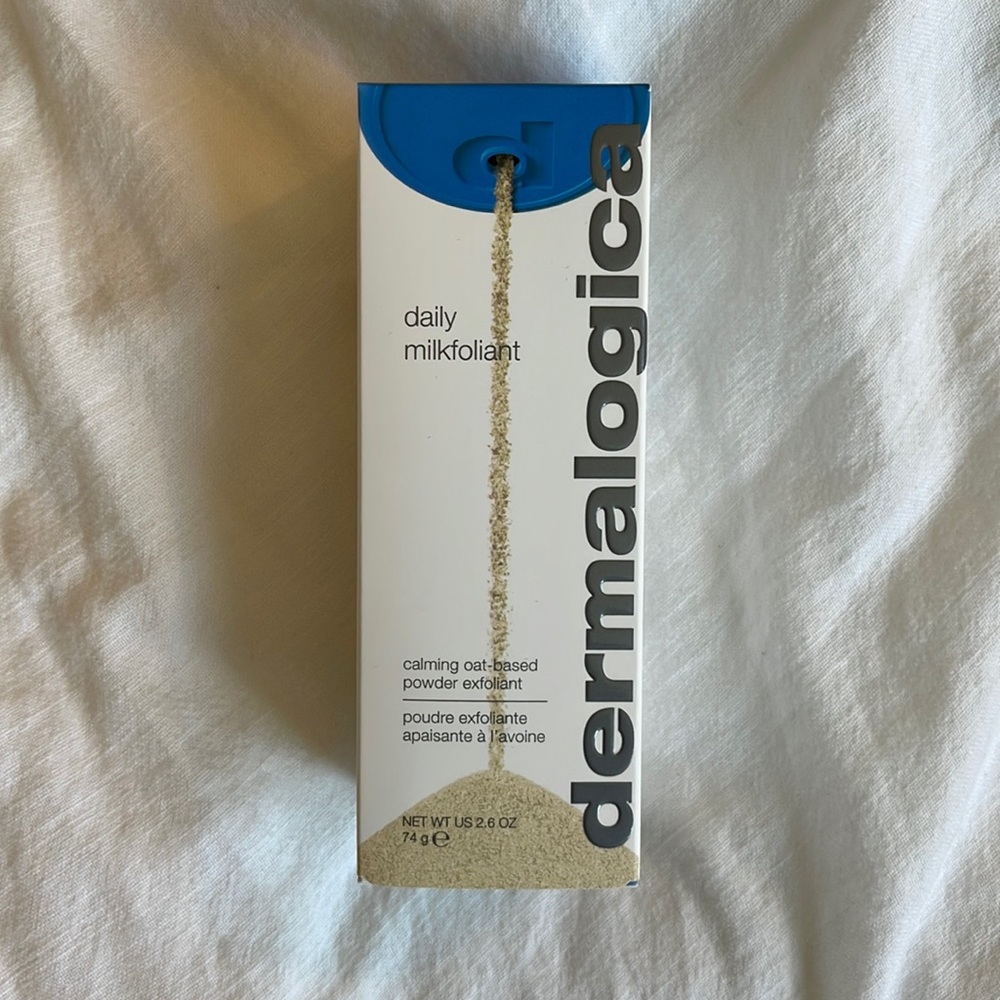 d
dermalogica
daily
milkfoliant
calming oat-based
powder exfoliant
poudre exfoliante
apaisante à l'avoine
NET WT US 2.6 OZ
74 g ℮